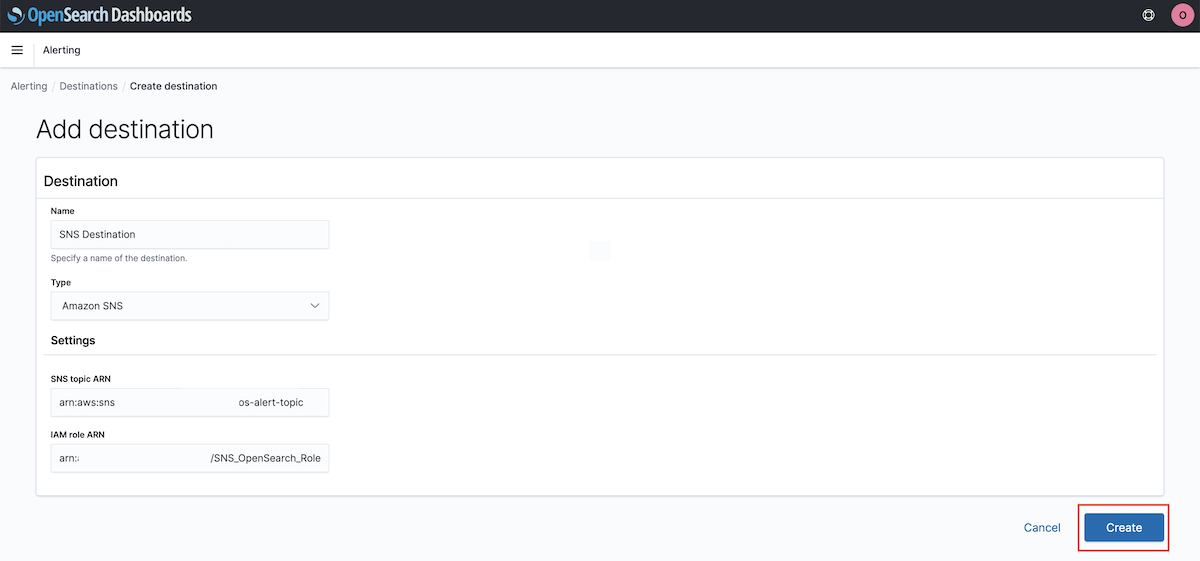 OpenSearch Dashboards
O
Alerting
Alerting / Destinations / Create destination
Add destination
Destination
Name
SNS Destination
Specify a name of the destination.
Type
Amazon SNS
Settings
SNS topic ARN
arn:aws:sns os-alert-topic
IAM role ARN
arn: /SNS_OpenSearch_Role
Cancel Create